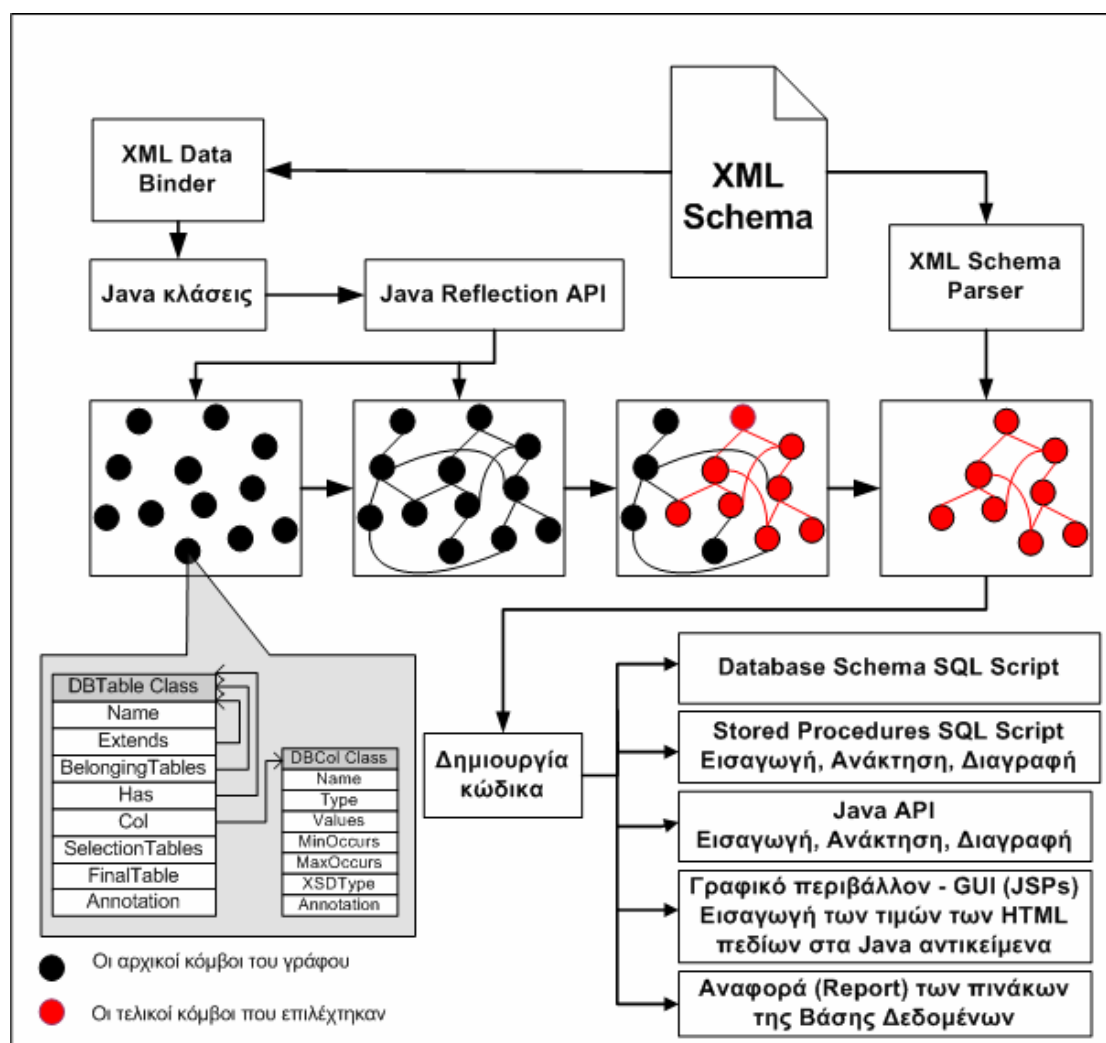 XML Data
Binder
XML
Schema
Java κλάσεις
Java Reflection API
XML Schema
Parser
DBTable Class
Name
Extends
BelongingTables
Has
Col
SelectionTables
FinalTable
Annotation
DBCol Class
Name
Type
Values
MinOccurs
MaxOccurs
XSDType
Annotation
Δημιουργία
κώδικα
Database Schema SQL Script
Stored Procedures SQL Script
Εισαγωγή, Ανάκτηση, Διαγραφή
Java API
Εισαγωγή, Ανάκτηση, Διαγραφή
Γραφικό περιβάλλον - GUI (JSPs)
Εισαγωγή των τιμών των HTML
πεδίων στα Java αντικείμενα
Αναφορά (Report) των πινάκων
της Βάσης Δεδομένων
Οι αρχικοί κόμβοι του γράφου
Οι τελικοί κόμβοι που επιλέχτηκαν